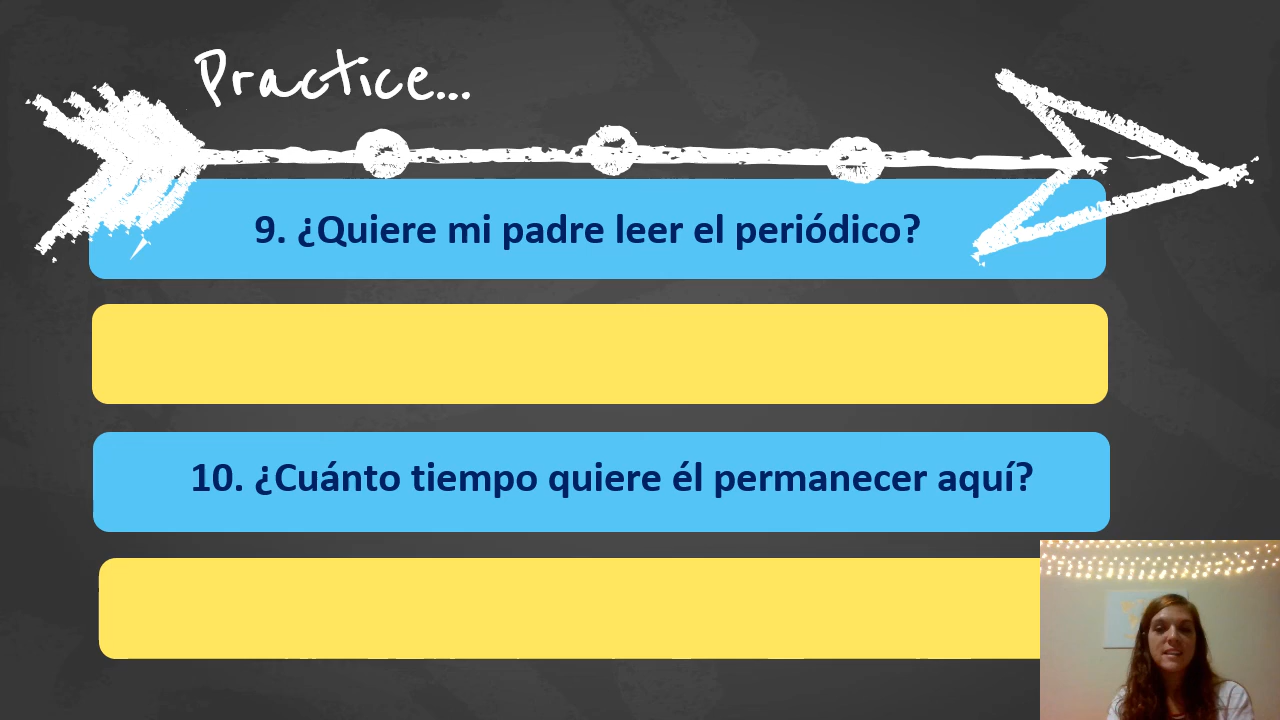 Practice...
9. ¿Quiere mi padre leer el periódico?
10. ¿Cuánto tiempo quiere él permanecer aquí?